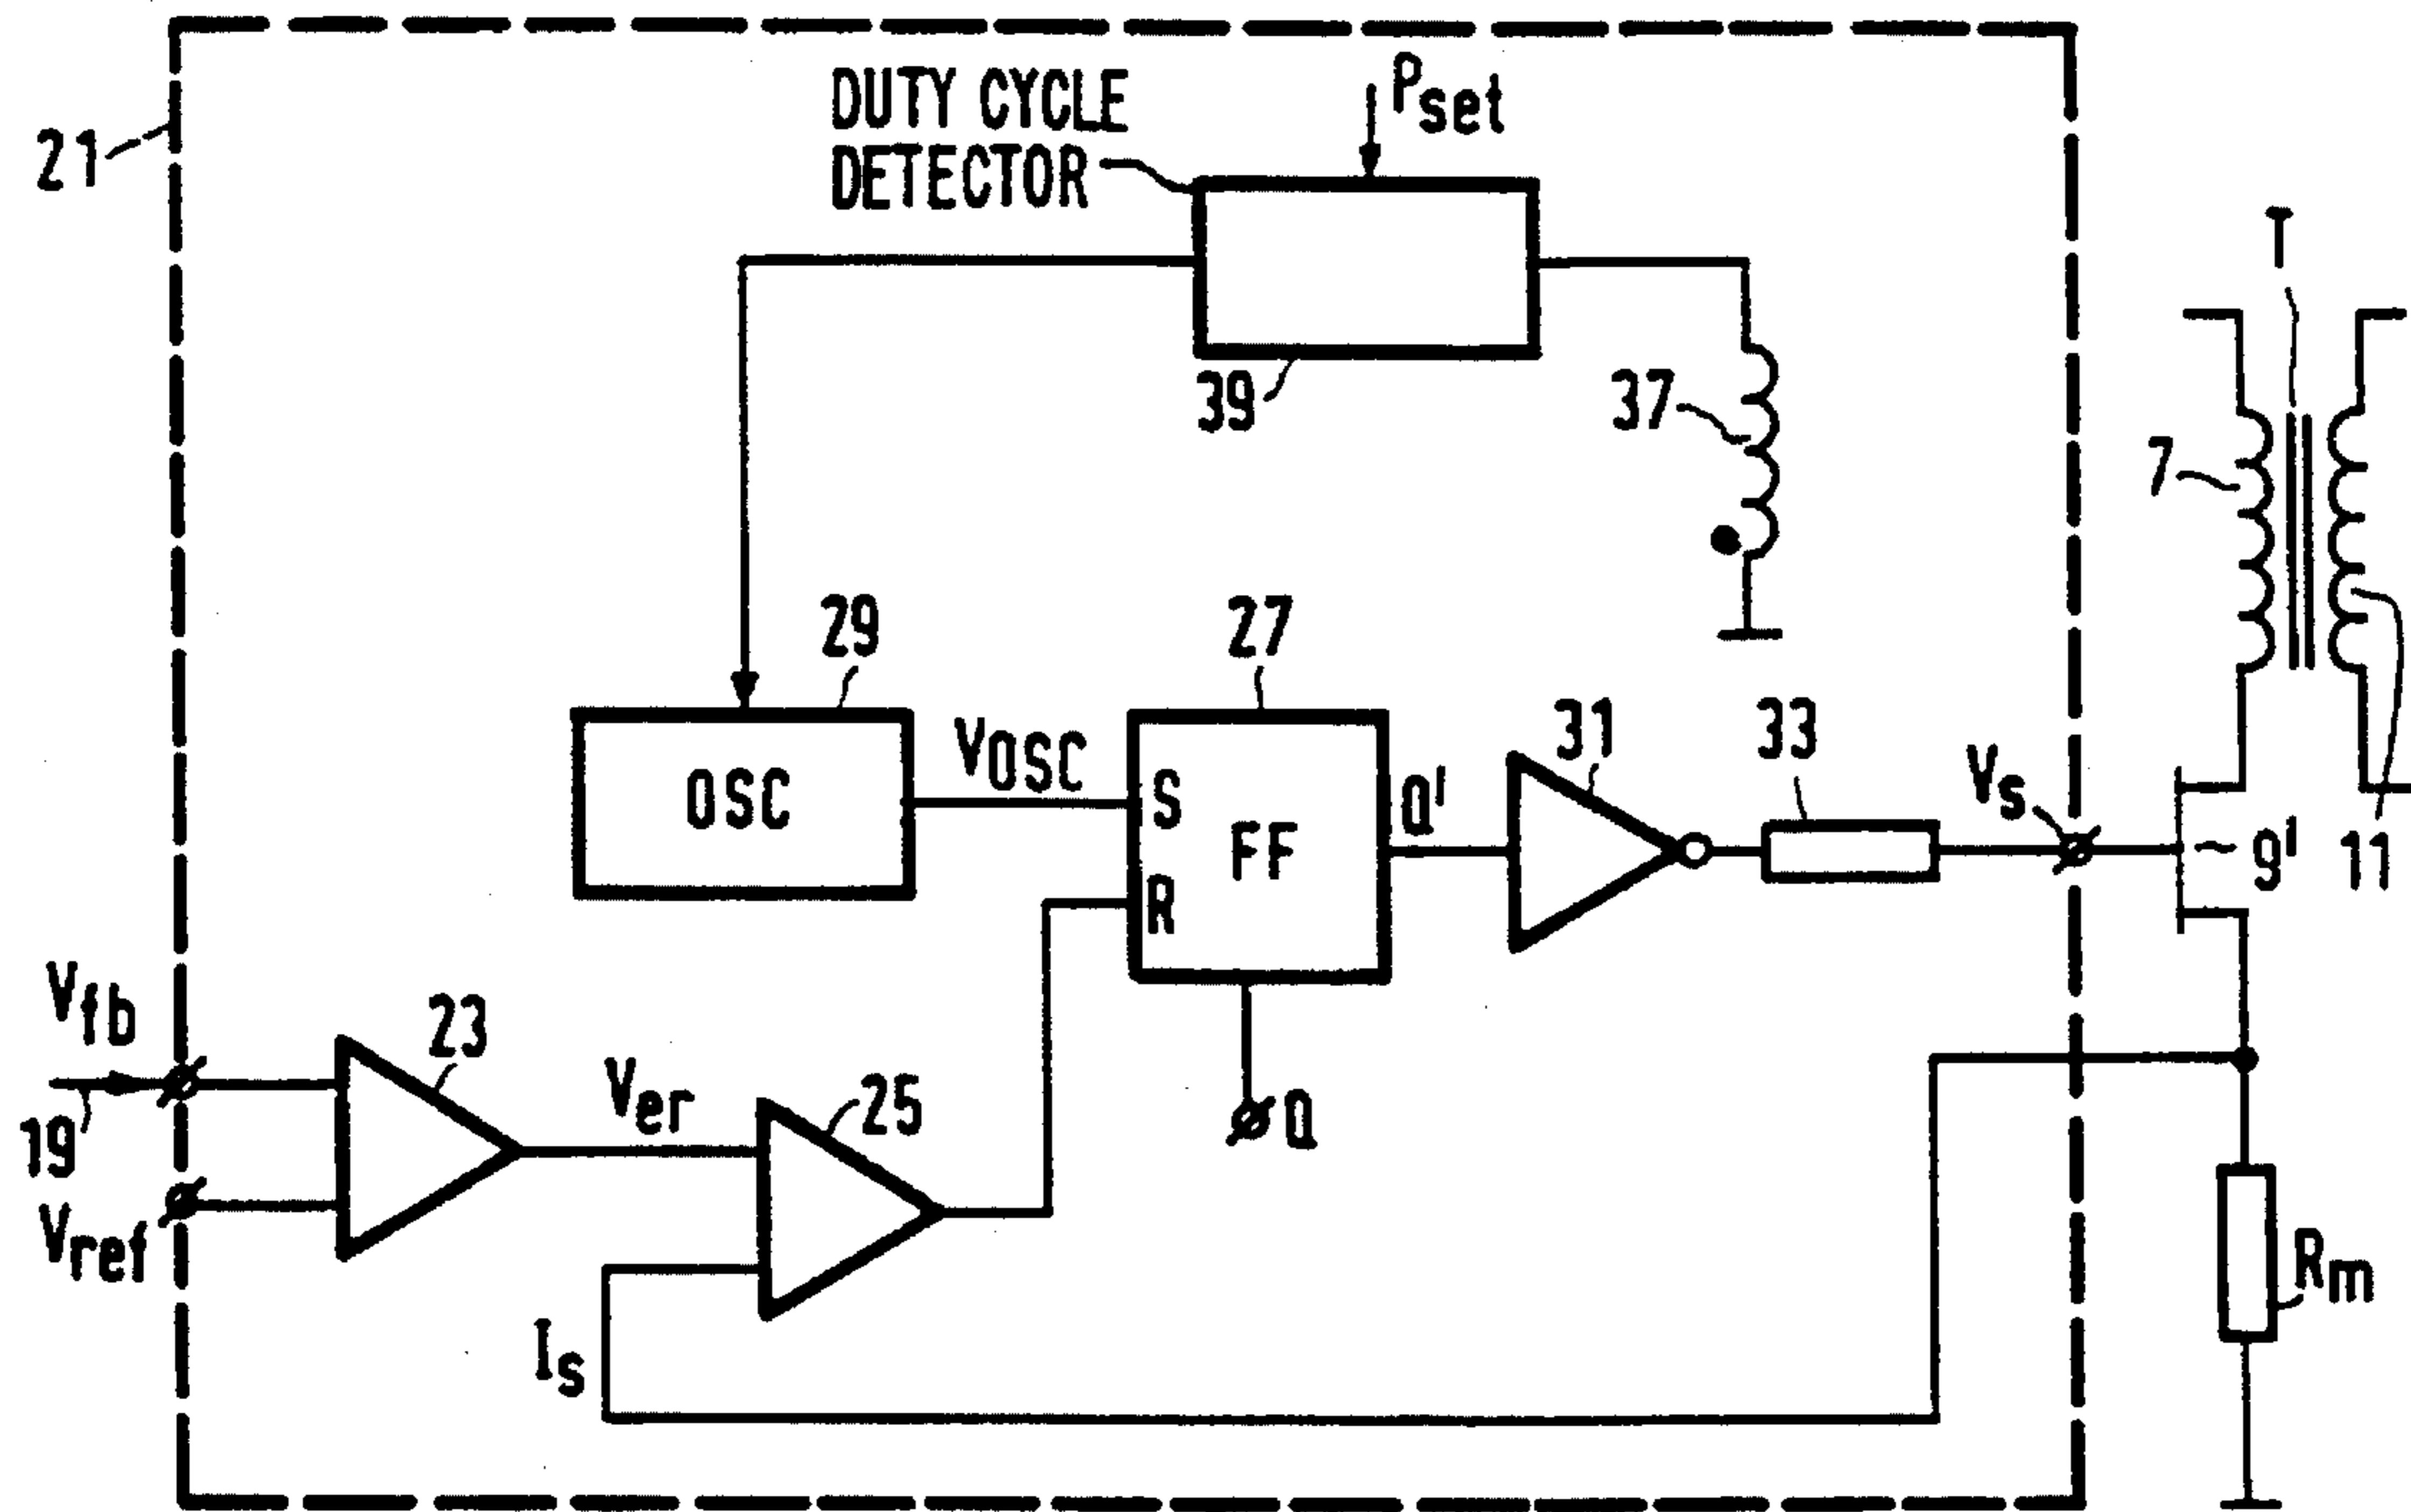 DUTY CYCLE
DETECTOR
Pset
21
T
39
37
7
29
27
OSC
VOSC
S
R
FF
Q'
31
33
Vs
9'
11
Vfb
19
Vref
23
Ver
25
Q
Is
Rm